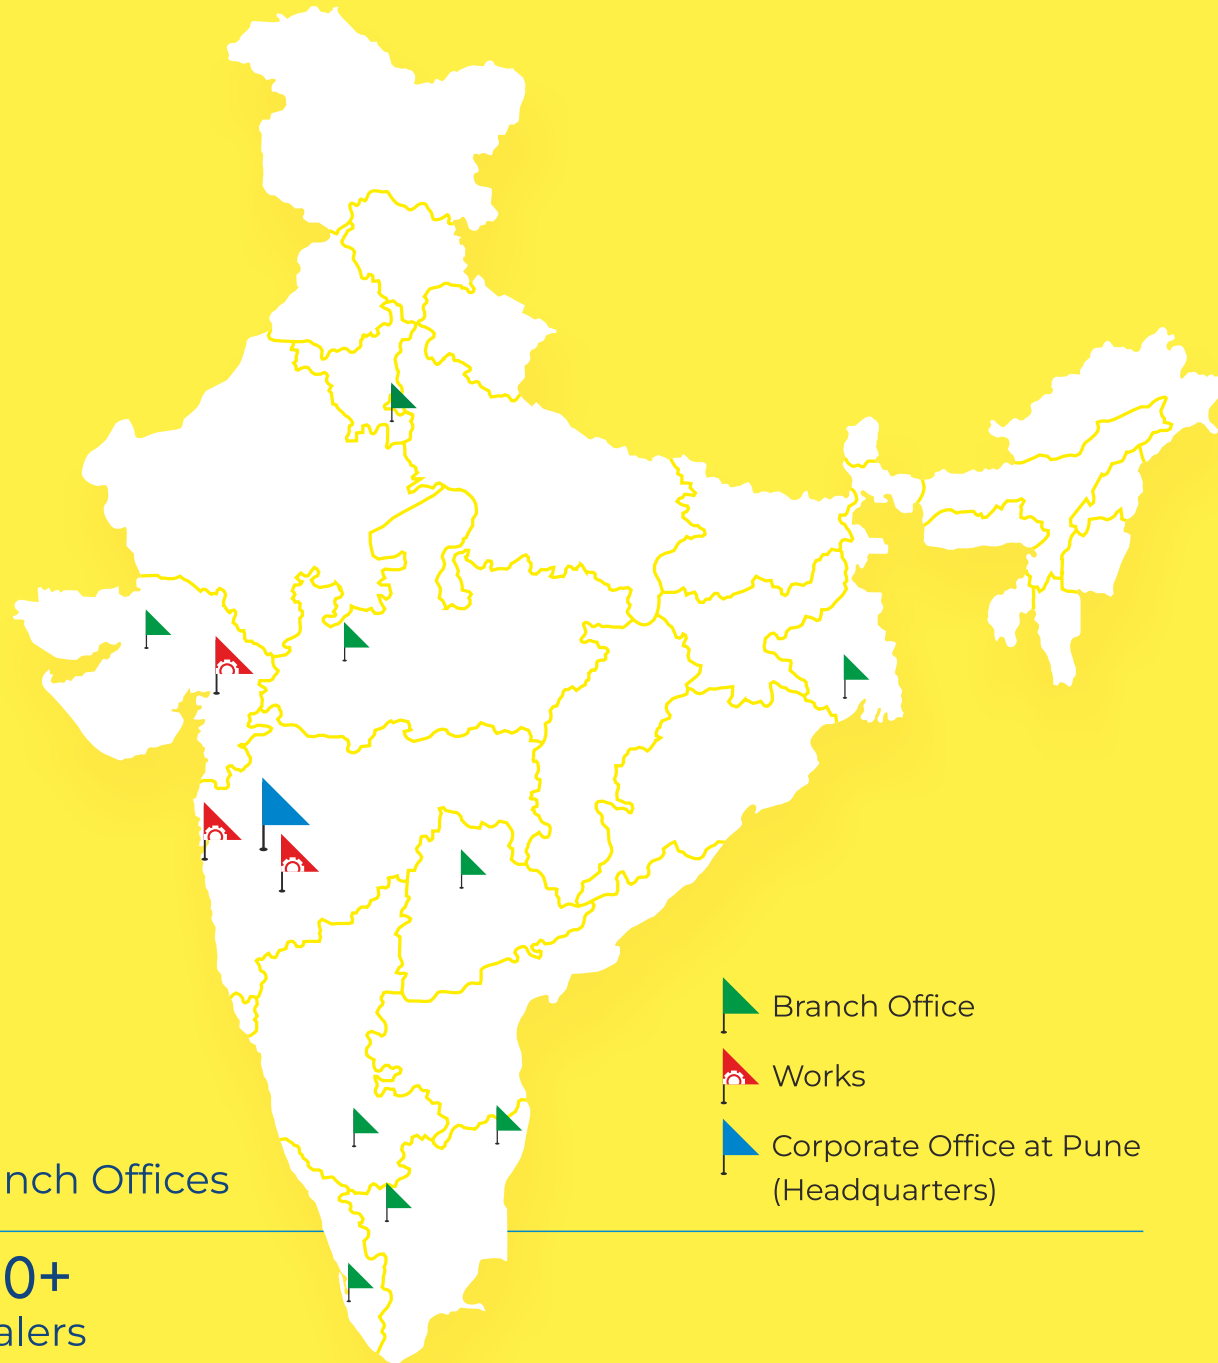 Branch Office
Works
Corporate Office at Pune
(Headquarters)
nch Offices
0+
alers